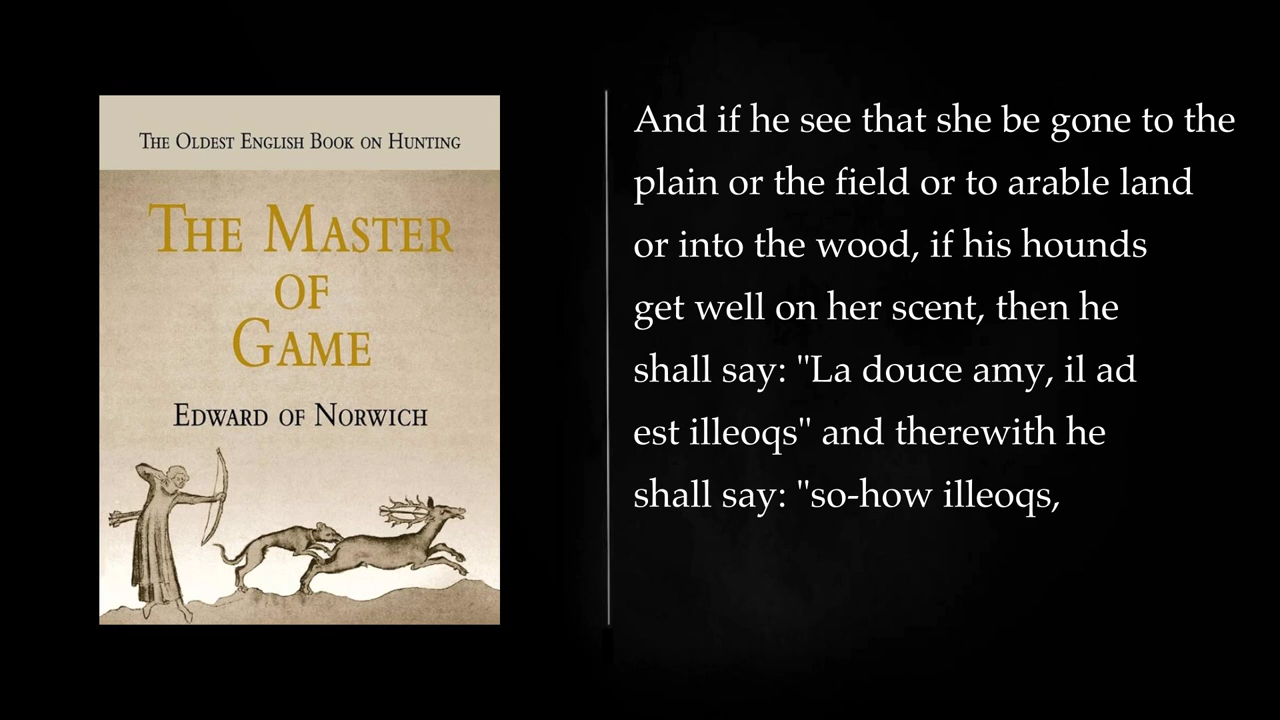 The Oldest English Book on Hunting
The Master
of
Game
Edward of Norwich
And if he see that she be gone to the
plain or the field or to arable land
or into the wood, if his hounds
get well on her scent, then he
shall say: "La douce amy, il ad
est illeoqs" and therewith he
shall say: "so-how illeoqs,